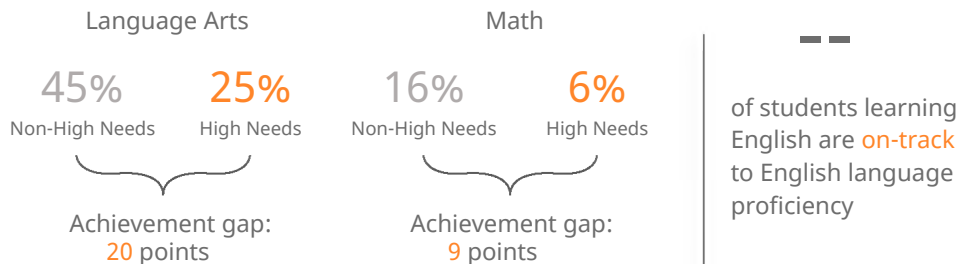 Language Arts
45% 25%
Non-High Needs High Needs
Achievement gap:
20 points
Math
16% 6%
Non-High Needs High Needs
Achievement gap:
9 points
--
of students learning
English are on-track
to English language
proficiency